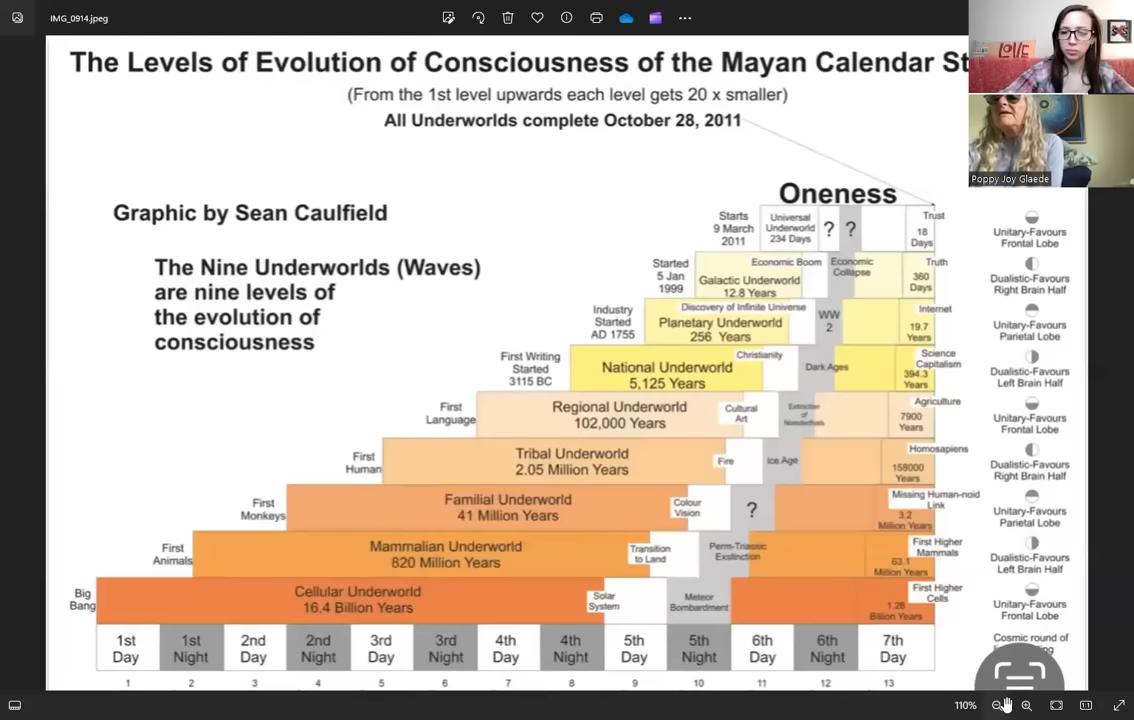 IMG_0914.jpeg
The Levels of Evolution of Consciousness of the Mayan Calendar St
(From the 1st level upwards each level gets 20 x smaller)
All Underworlds complete October 28, 2011
LOVE
Poppy Joy Glaede
Graphic by Sean Caulfield
The Nine Underworlds (Waves)
are nine levels of
the evolution of
consciousness
Oneness
Starts
9 March
2011
Universal
Underworld
234 Days
?
?
Trust
18
Days
Unitary-Favours
Frontal Lobe
Started
5 Jan
1999
Economic Boom
Galactic Underworld
12.8 Years
Economic
Collapse
Truth
360
Days
Dualistic-Favours
Right Brain Half
Industry
Started
AD 1755
Discovery of Infinite Universe
Planetary Underworld
256 Years
WW
2
Internet
19.7
Years
Unitary-Favours
Parietal Lobe
First Writing
Started
3115 BC
National Underworld
5,125 Years
Christianity
Dark Ages
Science
Capitalism
394.3
Years
Dualistic-Favours
Left Brain Half
First
Language
Regional Underworld
102,000 Years
Cultural
Art
Extinction
of
Neanderthals
Agriculture
7900
Years
Unitary-Favours
Frontal Lobe
First
Human
Tribal Underworld
2.05 Million Years
Fire
Ice Age
Homosapiens
158000
Years
Dualistic-Favours
Right Brain Half
First
Monkeys
Familial Underworld
41 Million Years
Colour
Vision
?
Missing Human-noid
Link
3.2
Million Years
Unitary-Favours
Parietal Lobe
First
Animals
Mammalian Underworld
820 Million Years
Transition
to Land
Perm-Triassic
Exstinction
First Higher
Mammals
63.1
Million Years
Dualistic-Favours
Left Brain Half
Big
Bang
Cellular Underworld
16.4 Billion Years
Solar
System
Meteor
Bombardment
First Higher
Cells
1.26
Billion Years
Unitary-Favours
Frontal Lobe
1st Day
1st Night
2nd Day
2nd Night
3rd Day
3rd Night
4th Day
4th Night
5th Day
5th Night
6th Day
6th Night
7th Day
Cosmic round of
1 2 3 4 5 6 7 8 9 10 11 12 13
110%